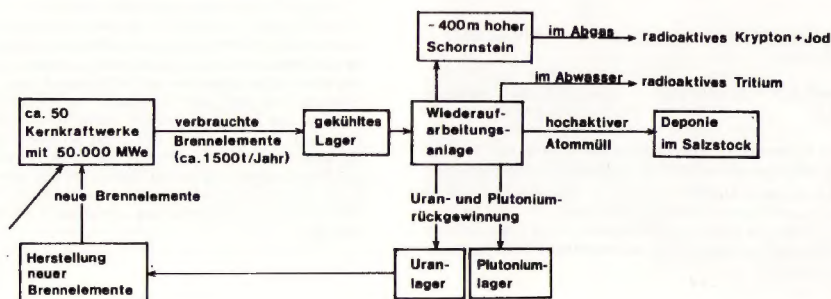 ~400m hoher
Schornstein
im Abgas
radioaktives Krypton+Jod
im Abwasser
radioaktives Tritium
ca. 50
Kernkraftwerke
mit 50.000 MWe
verbrauchte
Brennelemente
(ca.1500t/Jahr)
gekühltes
Lager
Wiederauf-
arbeitungs-
anlage
hochaktiver
Atommüll
Deponie
im Salzstock
neue Brennelemente
Uran- und Plutonium-
rückgewinnung
Herstellung
neuer
Brennelemente
Uran-
lager
Plutonium-
lager